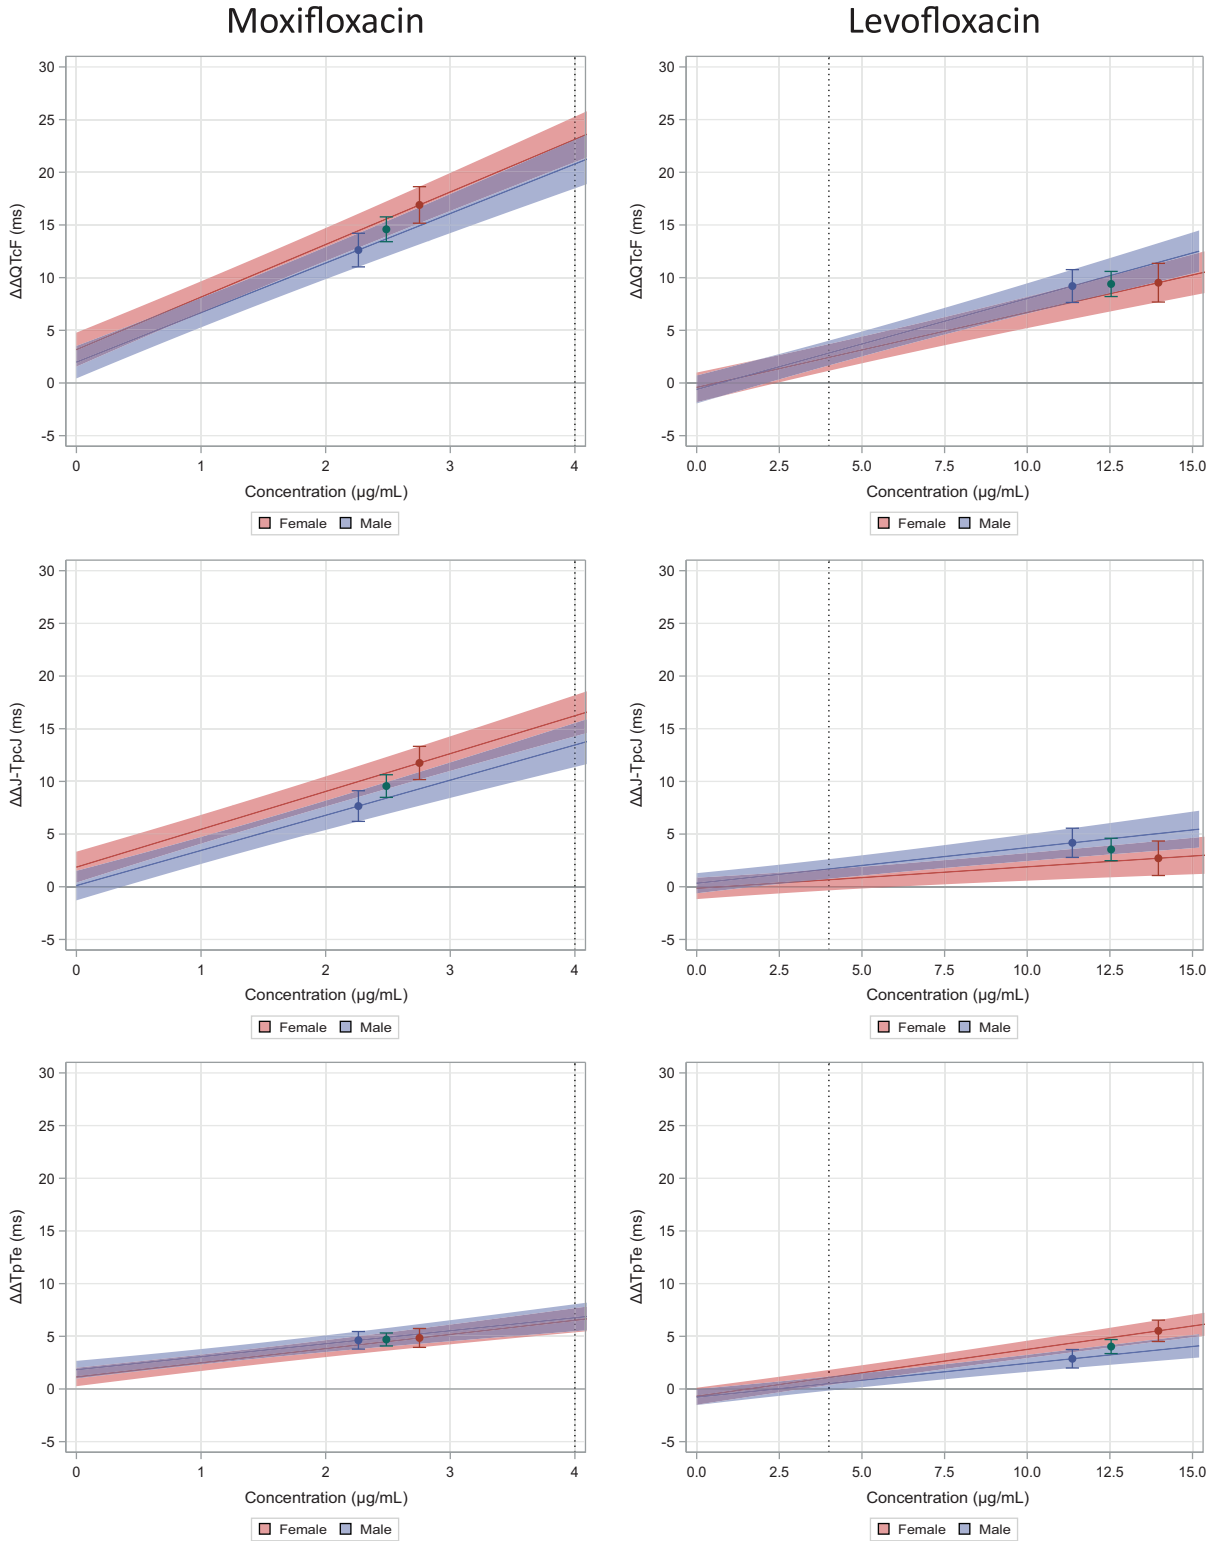 Moxifloxacin
Levofloxacin
ΔΔQTcF (ms)
30
25
20
15
10
5
0
-5
0 1 2 3 4
Concentration (µg/mL)
Female Male
ΔΔQTcF (ms)
30
25
20
15
10
5
0
-5
0.0 2.5 5.0 7.5 10.0 12.5 15.0
Concentration (µg/mL)
Female Male
ΔΔJ-TpcJ (ms)
30
25
20
15
10
5
0
-5
0 1 2 3 4
Concentration (µg/mL)
Female Male
ΔΔJ-TpcJ (ms)
30
25
20
15
10
5
0
-5
0.0 2.5 5.0 7.5 10.0 12.5 15.0
Concentration (µg/mL)
Female Male
ΔΔTpTe (ms)
30
25
20
15
10
5
0
-5
0 1 2 3 4
Concentration (µg/mL)
Female Male
ΔΔTpTe (ms)
30
25
20
15
10
5
0
-5
0.0 2.5 5.0 7.5 10.0 12.5 15.0
Concentration (µg/mL)
Female Male